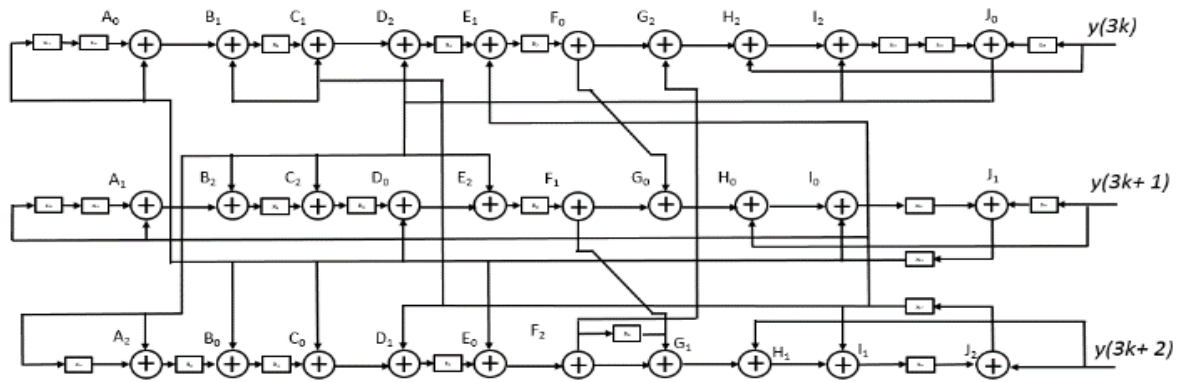 A₀ B₁ C₁ D₂ E₁ F₀ G₂ H₂ I₂ J₀ y(3k)
A₁ B₂ C₂ D₀ E₂ F₁ G₀ H₀ I₀ J₁ y(3k+ 1)
A₂ B₀ C₀ D₁ E₀ F₂ G₁ H₁ I₁ J₂ y(3k+ 2)